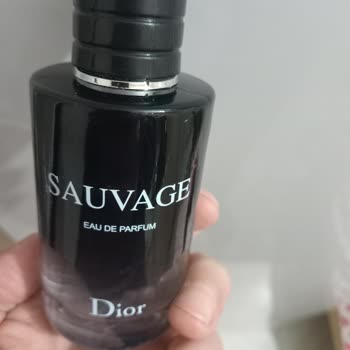 SAUVAGE
EAU DE PARFUM
Dior